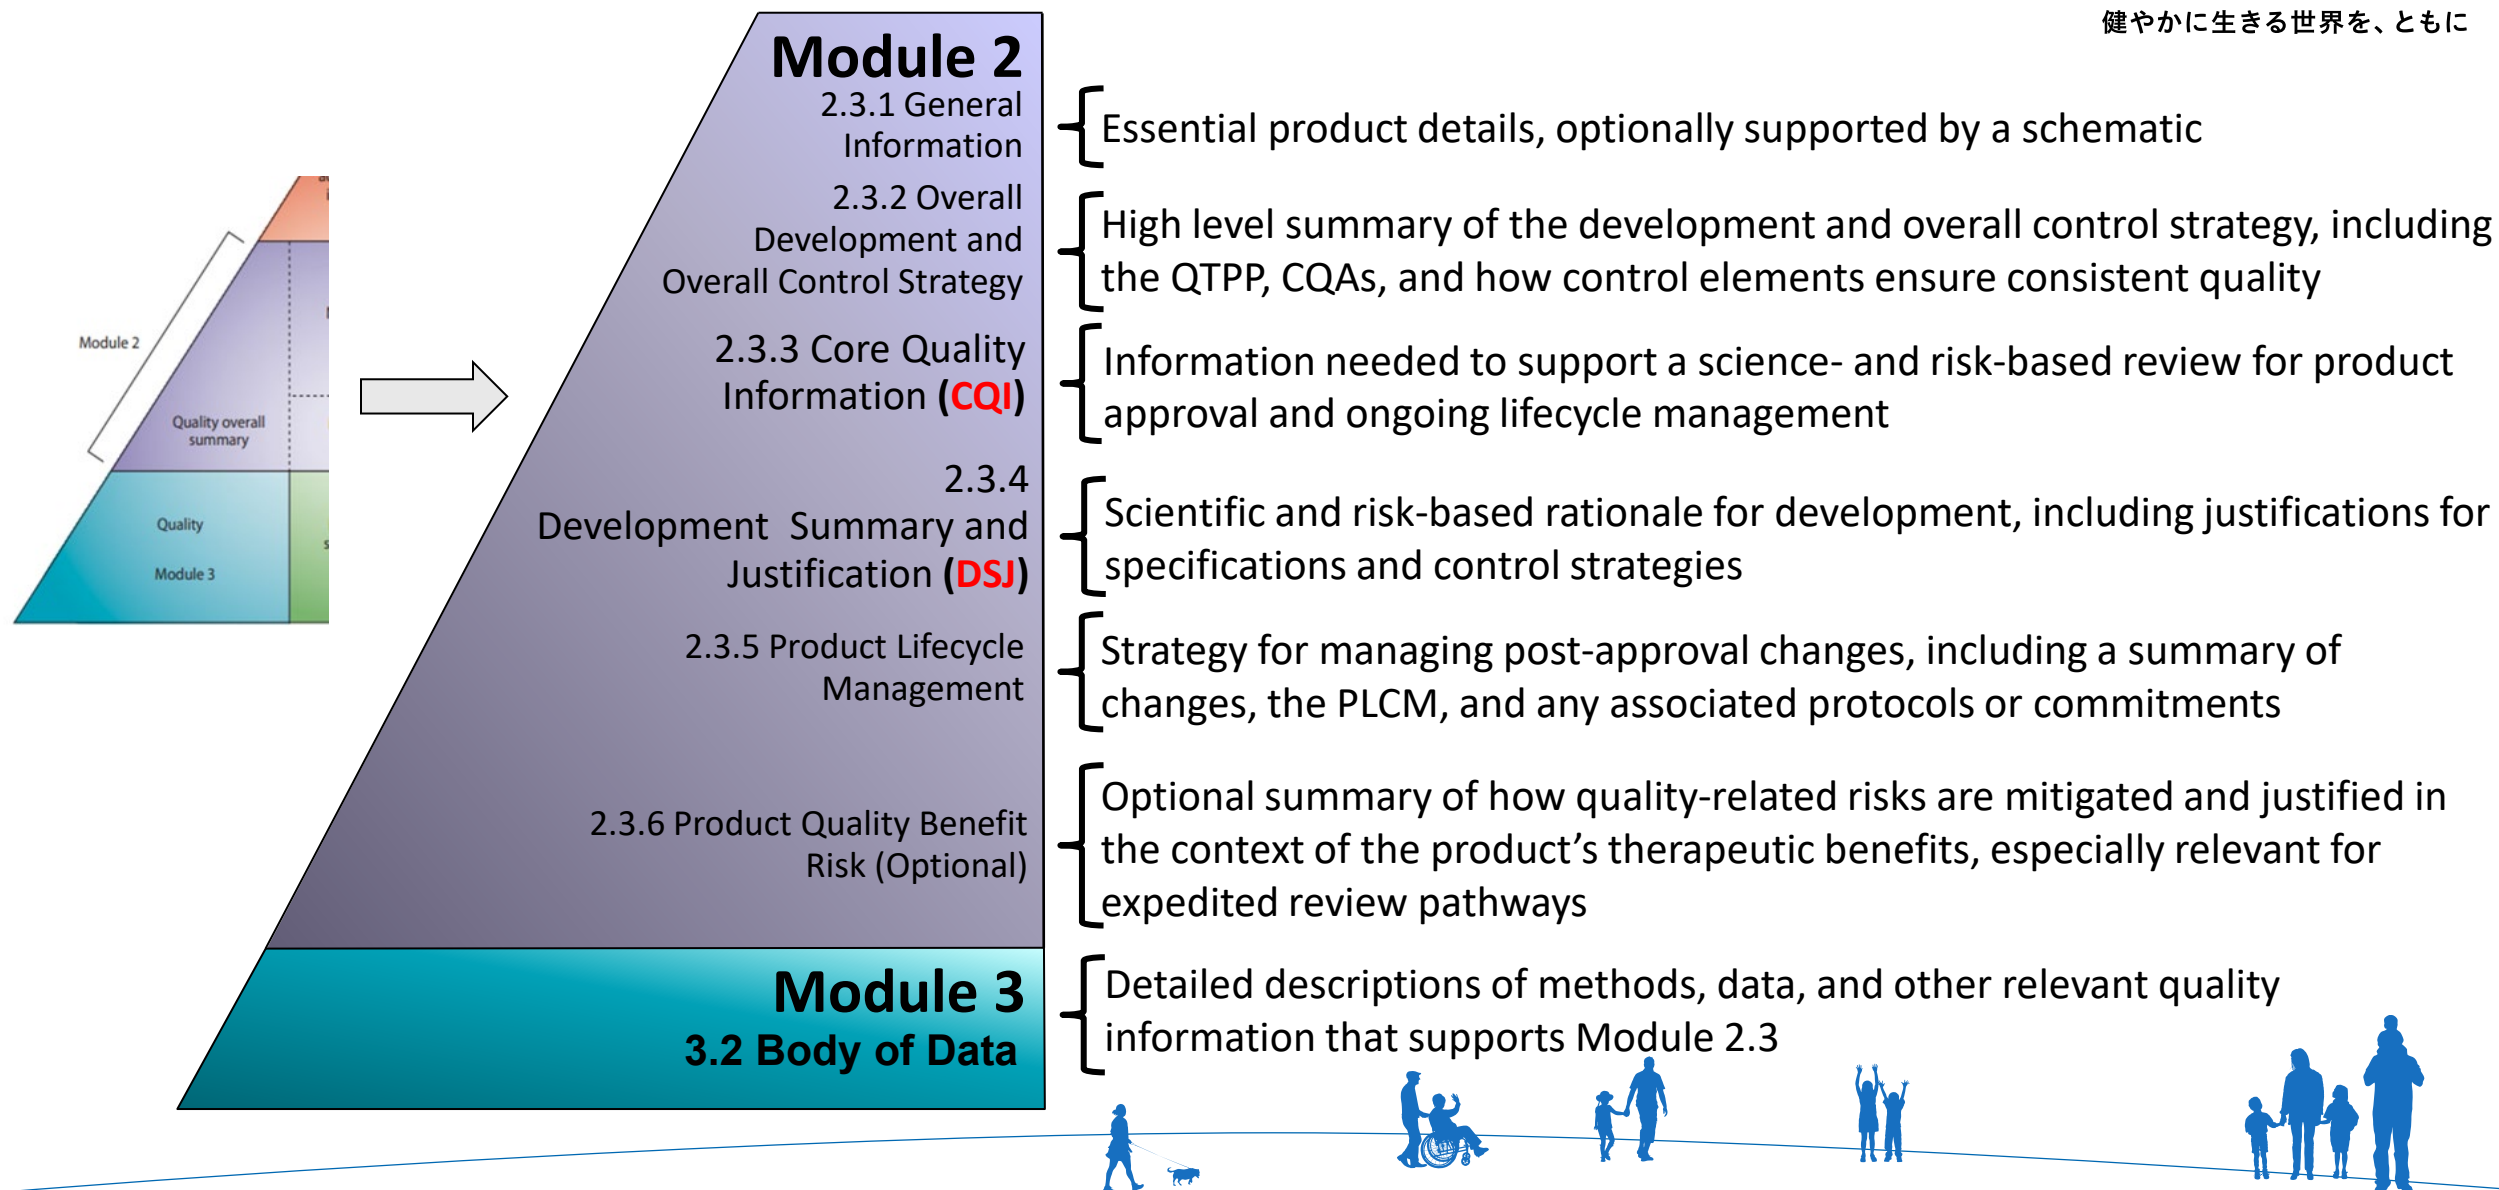 健やかに生きる世界を、ともに
Module 2
2.3.1 General
Information
Essential product details, optionally supported by a schematic
2.3.2 Overall
Development and
Overall Control Strategy
High level summary of the development and overall control strategy, including
the QTPP, CQAs, and how control elements ensure consistent quality
2.3.3 Core Quality
Information (CQI)
Information needed to support a science- and risk-based review for product
approval and ongoing lifecycle management
2.3.4
Development Summary and
Justification (DSJ)
Scientific and risk-based rationale for development, including justifications for
specifications and control strategies
2.3.5 Product Lifecycle
Management
Strategy for managing post-approval changes, including a summary of
changes, the PLCM, and any associated protocols or commitments
2.3.6 Product Quality Benefit
Risk (Optional)
Optional summary of how quality-related risks are mitigated and justified in
the context of the product’s therapeutic benefits, especially relevant for
expedited review pathways
Module 3
3.2 Body of Data
Detailed descriptions of methods, data, and other relevant quality
information that supports Module 2.3
Module 2
Quality overall
summary
Quality
Module 3